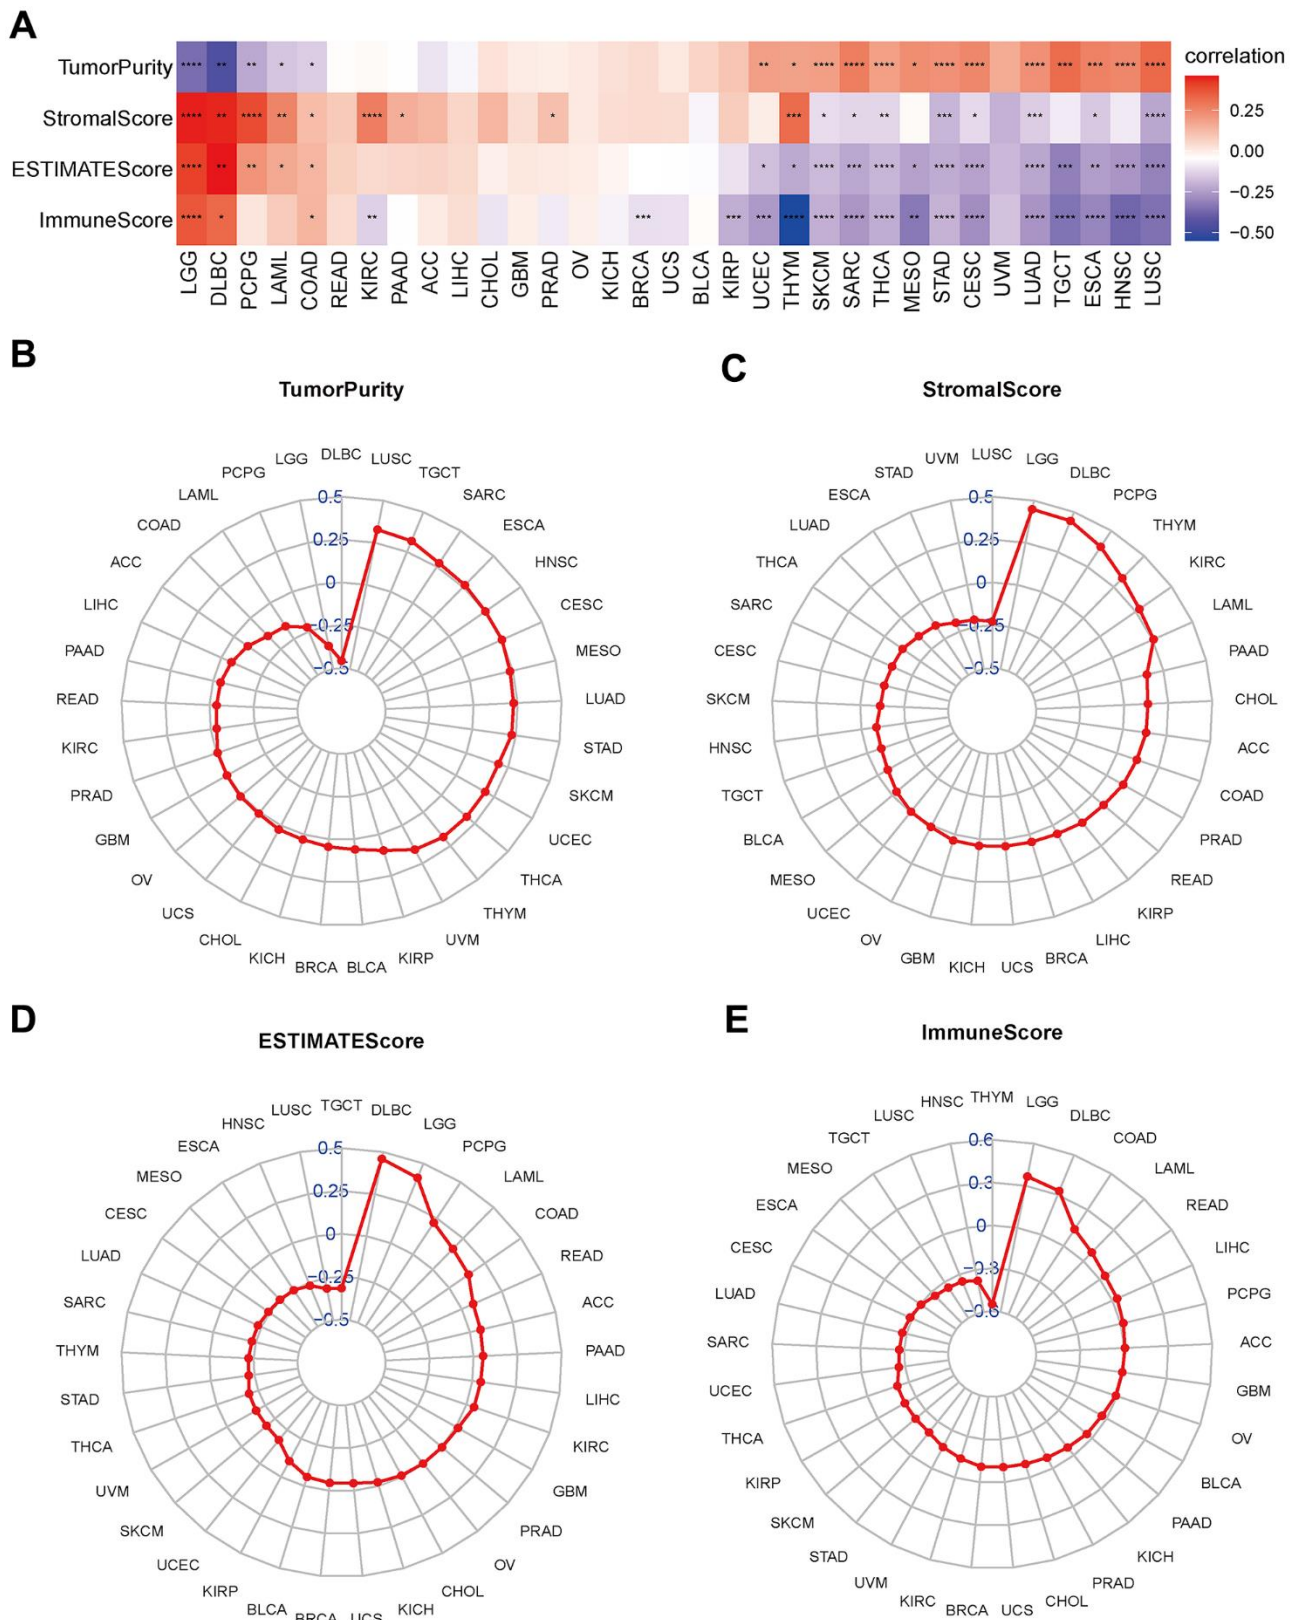 A
TumorPurity
StromalScore
ESTIMATEScore
ImmuneScore
**** ** ** * * ** * **** **** **** * **** **** **** *** *** **** ****
**** ** **** ** * **** * * *** * * ** *** * *** * ****
**** ** ** * * * * **** *** **** * **** **** **** *** ** **** ****
**** * * ** *** *** *** **** **** **** **** ** **** **** **** **** **** **** ****
LGG DLBC PCPG LAML COAD READ KIRC PAAD ACC LIHC CHOL GBM PRAD OV KICH BRCA UCS BLCA KIRP UCEC THYM SKCM SARC THCA MESO STAD CESC UVM LUAD TGCT ESCA HNSC LUSC
correlation
0.25
0.00
−0.25
−0.50
B
TumorPurity
DLBC
LUSC
TGCT
SARC
ESCA
HNSC
CESC
MESO
LUAD
STAD
SKCM
UCEC
THCA
THYM
UVM
KIRP
BLCA
BRCA
KICH
CHOL
UCS
OV
GBM
PRAD
KIRC
READ
PAAD
LIHC
ACC
COAD
LAML
PCPG
LGG
0.5
0.25
0
−0.25
−0.5
C
StromalScore
LUSC
LGG
DLBC
PCPG
THYM
KIRC
LAML
PAAD
CHOL
ACC
COAD
PRAD
READ
KIRP
LIHC
BRCA
UCS
KICH
GBM
OV
UCEC
MESO
BLCA
TGCT
HNSC
SKCM
CESC
SARC
THCA
LUAD
ESCA
STAD
UVM
0.5
0.25
0
−0.25
−0.5
D
ESTIMATEScore
TGCT
DLBC
LGG
PCPG
LAML
COAD
READ
ACC
PAAD
LIHC
KIRC
GBM
PRAD
OV
CHOL
KICH
UCS
BRCA
BLCA
KIRP
UCEC
SKCM
UVM
THCA
STAD
THYM
SARC
LUAD
CESC
MESO
ESCA
HNSC
LUSC
0.5
0.25
0
−0.25
−0.5
E
ImmuneScore
THYM
LGG
DLBC
COAD
LAML
READ
LIHC
PCPG
ACC
GBM
OV
BLCA
PAAD
KICH
PRAD
CHOL
UCS
BRCA
KIRC
UVM
STAD
SKCM
KIRP
THCA
UCEC
SARC
LUAD
CESC
ESCA
MESO
TGCT
LUSC
HNSC
0.6
0.3
0
−0.3
−0.6